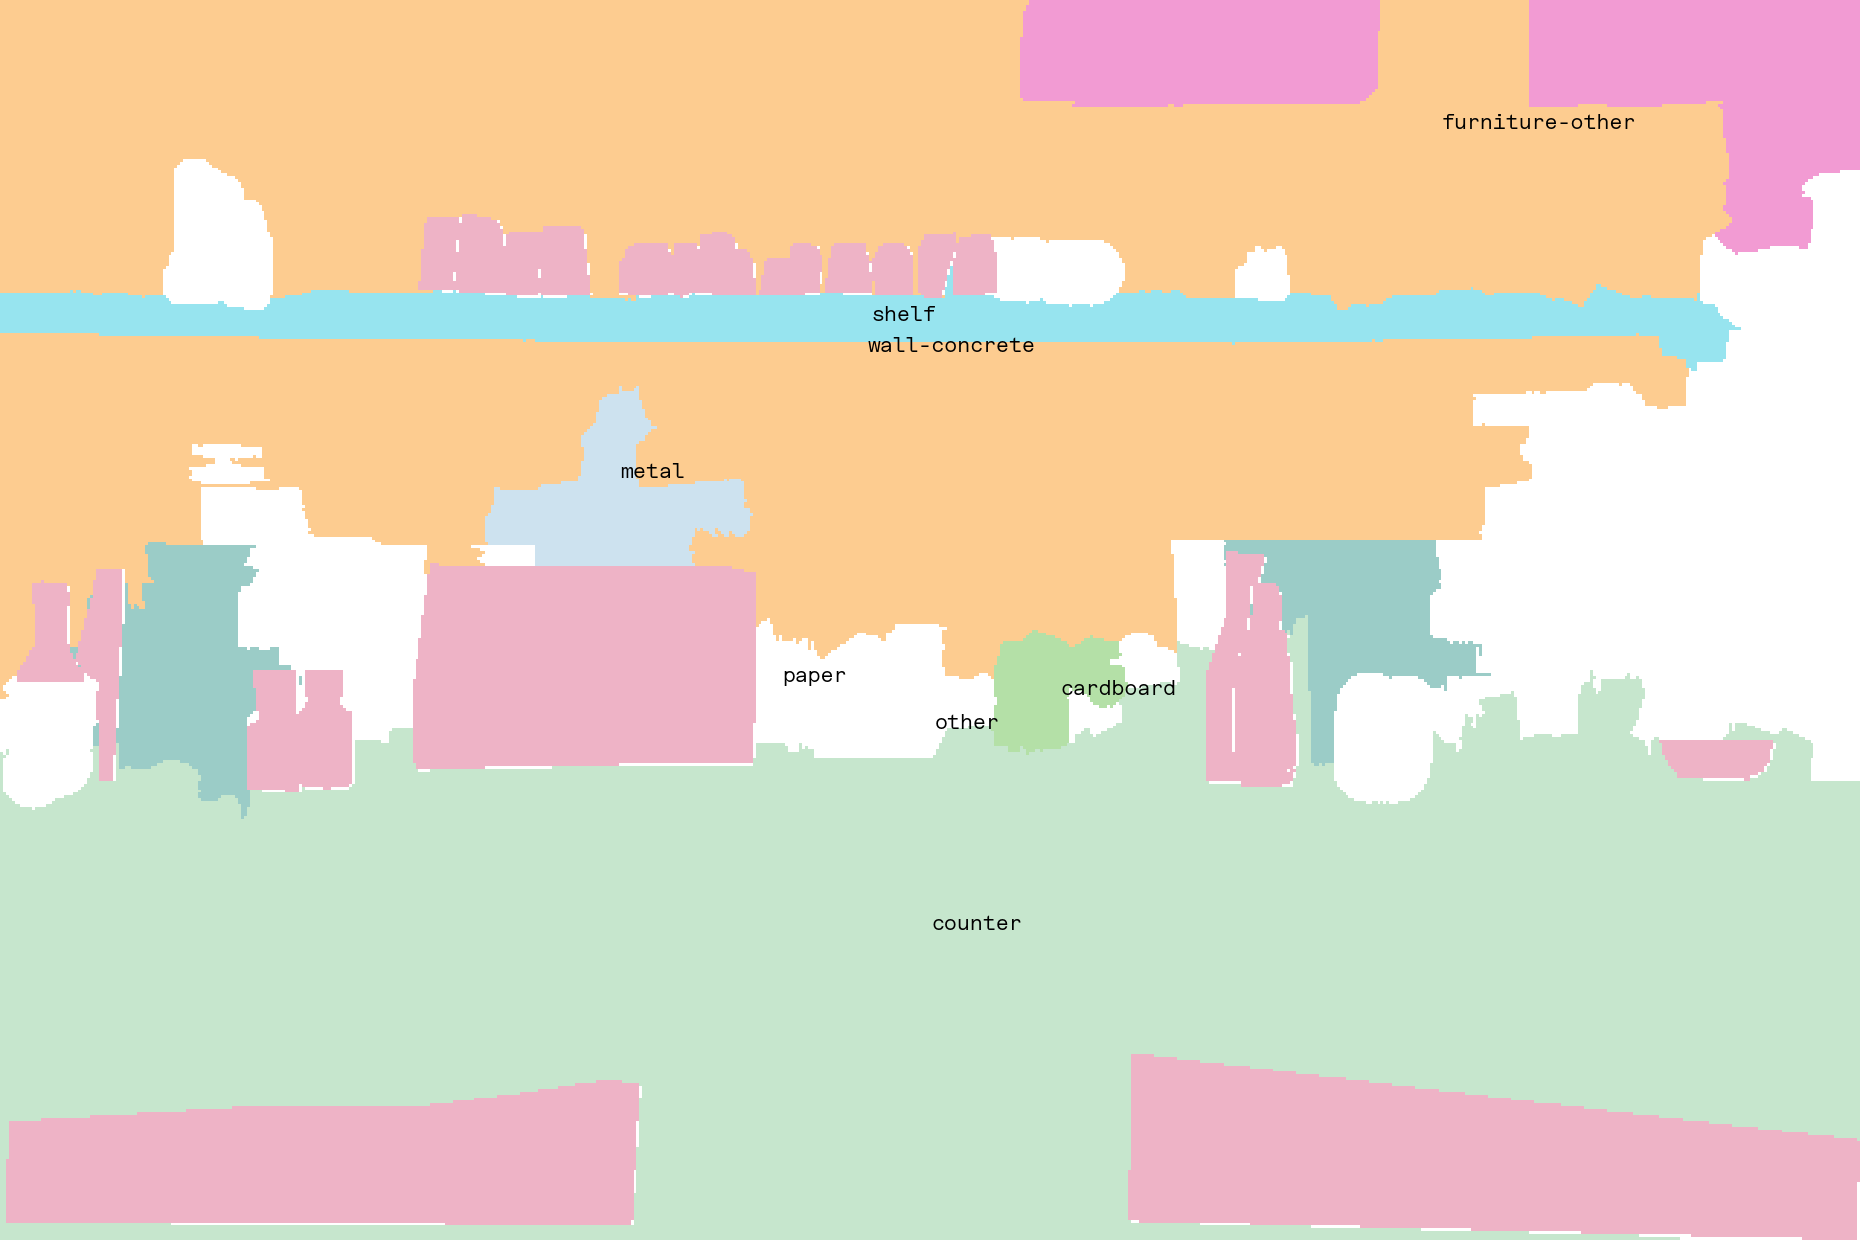 furniture-other
shelf
wall-concrete
metal
paper
cardboard
other
counter